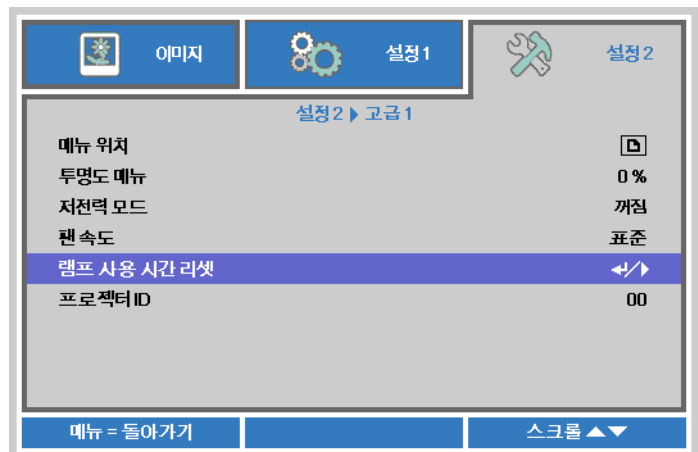 이미지 설정 1 설정 2
설정 2 ▶ 고급 1
메뉴 위치
투명도 메뉴 0 %
저전력 모드 꺼짐
팬 속도 표준
램프 사용 시간 리셋 ↵/▶
프로젝터 ID 00
메뉴 = 돌아가기 스크롤 ▲▼